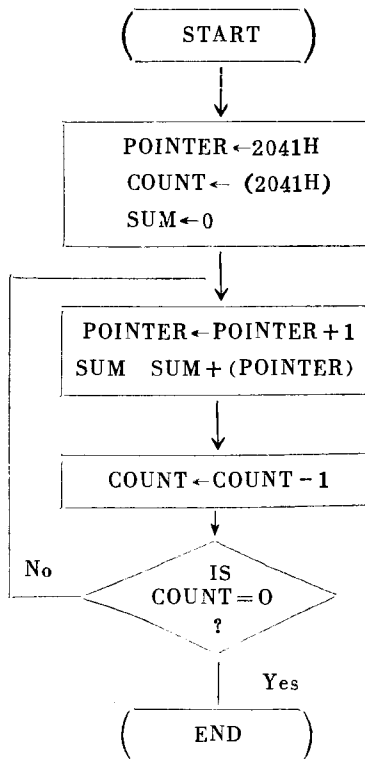 START
POINTER←2041H
COUNT← (2041H)
SUM←0
POINTER←POINTER+1
SUM SUM+(POINTER)
COUNT←COUNT-1
No
IS
COUNT=0
?
Yes
END